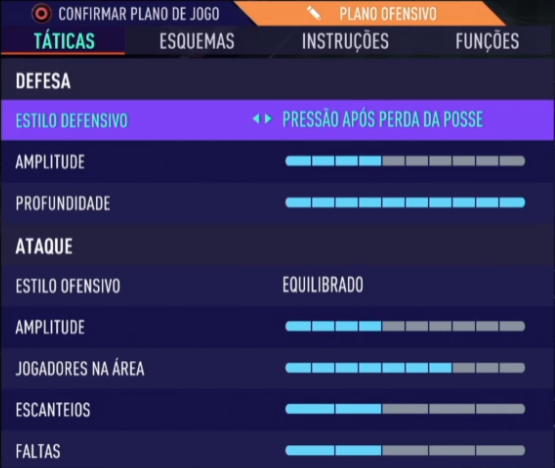 CONFIRMAR PLANO DE JOGO PLANO OFENSIVO
TÁTICAS ESQUEMAS INSTRUÇÕES FUNÇÕES
DEFESA
ESTILO DEFENSIVO PRESSÃO APÓS PERDA DA POSSE
AMPLITUDE
PROFUNDIDADE
ATAQUE
ESTILO OFENSIVO EQUILIBRADO
AMPLITUDE
JOGADORES NA ÁREA
ESCANTEIOS
FALTAS